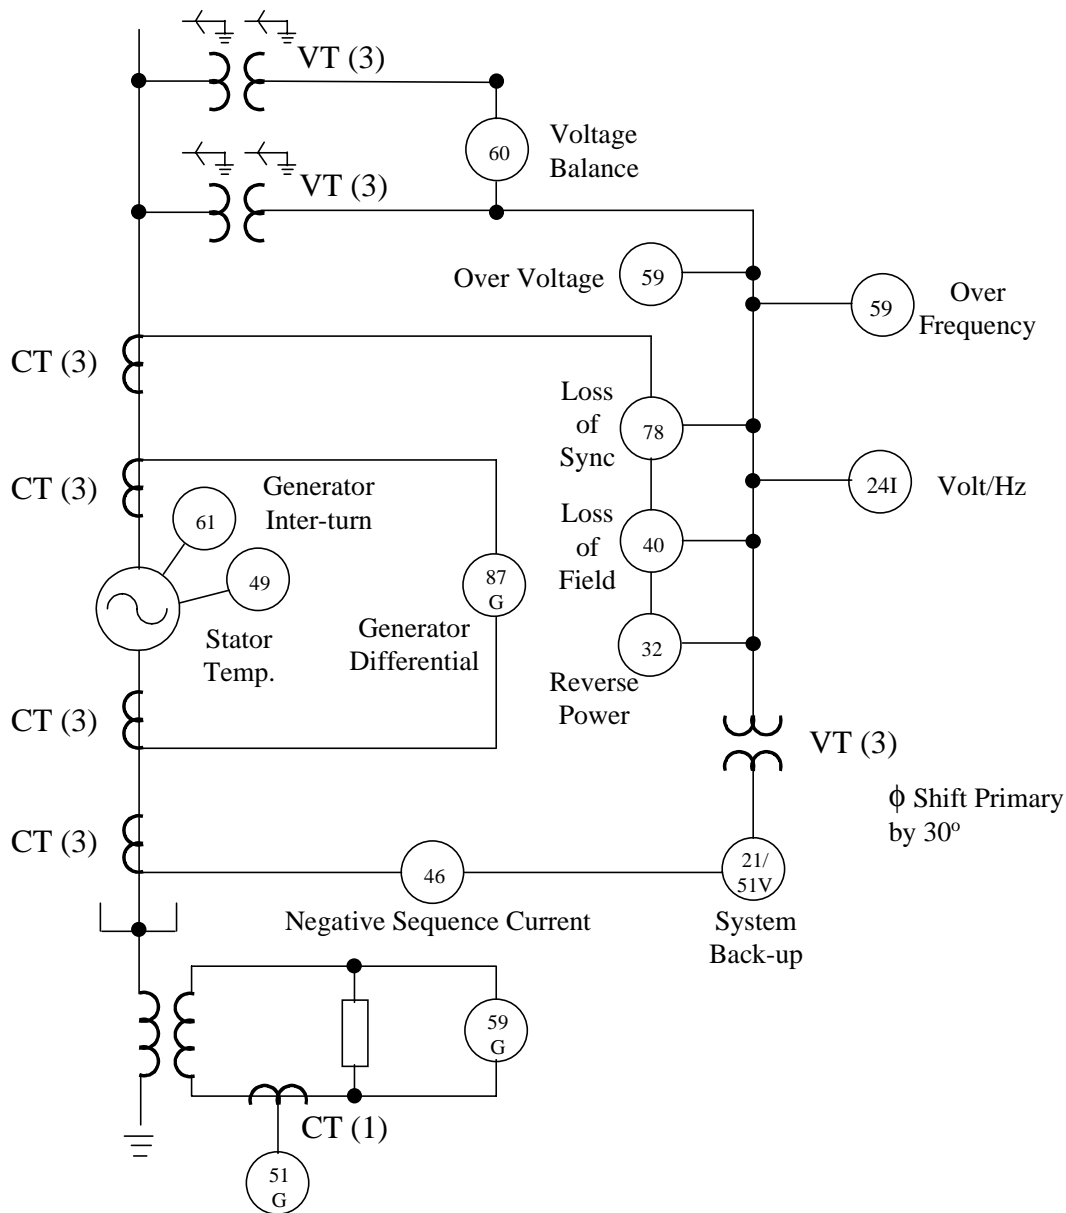 VT (3)
60
Voltage
Balance
VT (3)
Over Voltage
59
59
Over
Frequency
CT (3)
Loss
of
Sync
78
CT (3)
Generator
Inter-turn
61
24I
Volt/Hz
Loss
of
Field
40
49
87
G
Stator
Temp.
Generator
Differential
32
Reverse
Power
CT (3)
VT (3)
ϕ Shift Primary
by 30º
CT (3)
46
21/
51V
Negative Sequence Current
System
Back-up
59
G
CT (1)
51
G